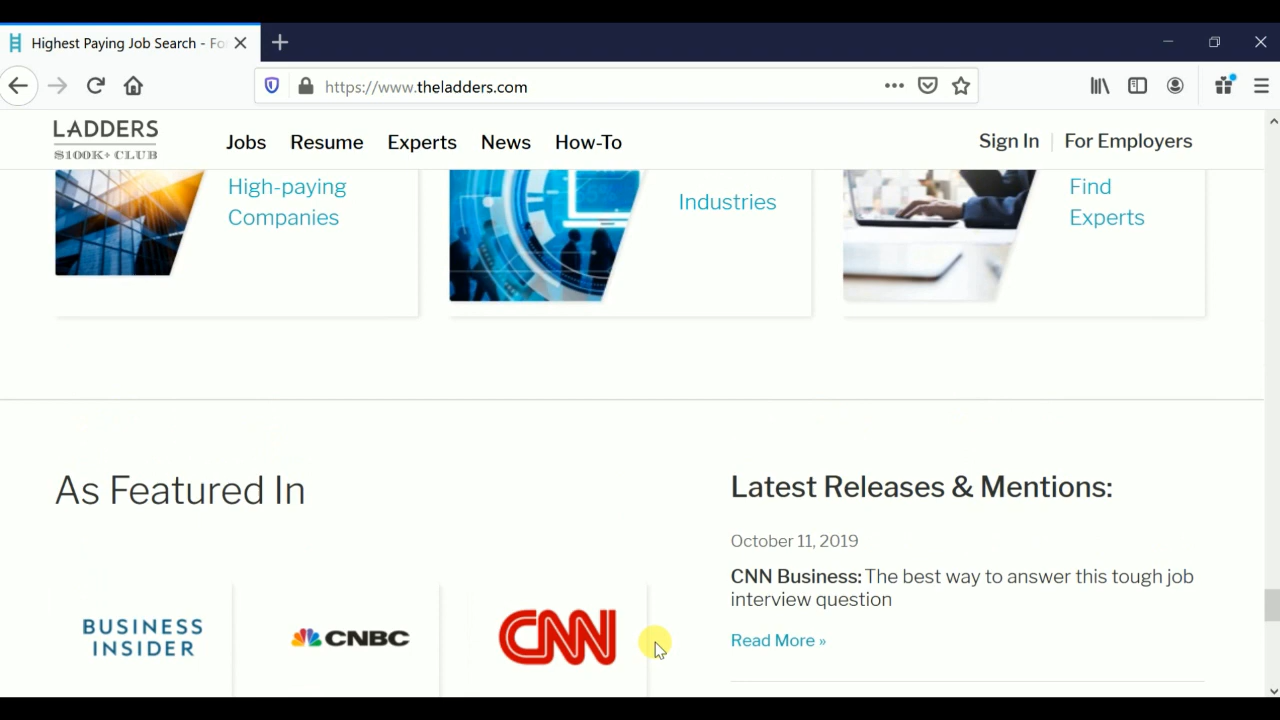 Highest Paying Job Search - Fo
https://www.theladders.com
LADDERS
$100K+ CLUB
Jobs
Resume
Experts
News
How-To
Sign In
For Employers
High-paying
Companies
Industries
Find
Experts
As Featured In
BUSINESS
INSIDER
CNBC
CNN
Latest Releases & Mentions:
October 11, 2019
CNN Business: The best way to answer this tough job
interview question
Read More »